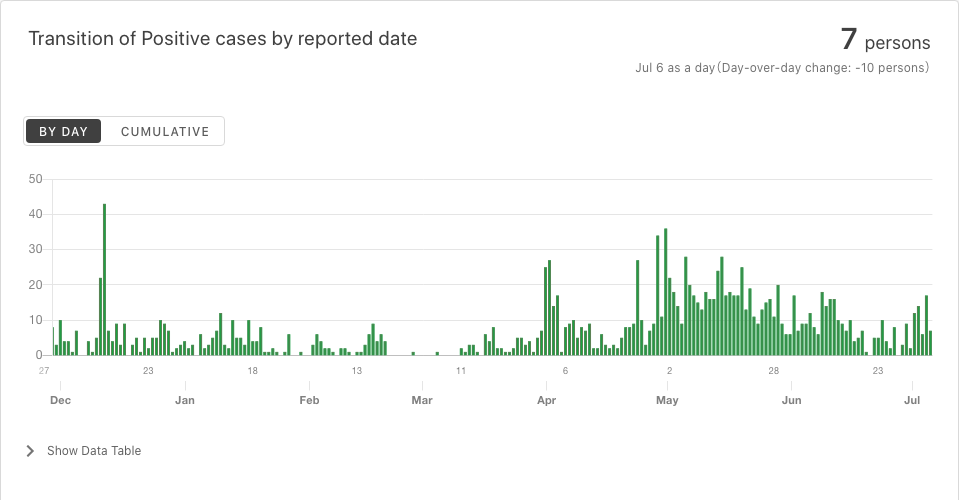 Transition of Positive cases by reported date
7 persons
Jul 6 as a day(Day-over-day change: -10 persons)
BY DAY CUMULATIVE
50
40
30
20
10
0
27 23 18 13 11 6 2 28 23
Dec Jan Feb Mar Apr May Jun Jul
Show Data Table